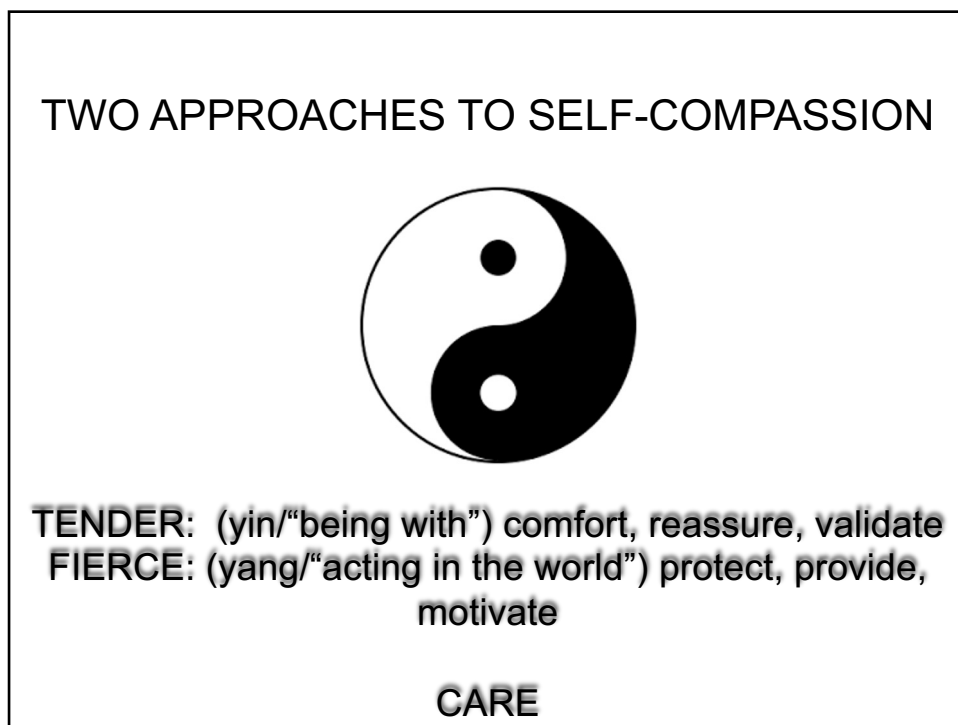 TWO APPROACHES TO SELF-COMPASSION
TENDER:  (yin/“being with”) comfort, reassure, validate
FIERCE: (yang/“acting in the world”) protect, provide,
motivate
CARE